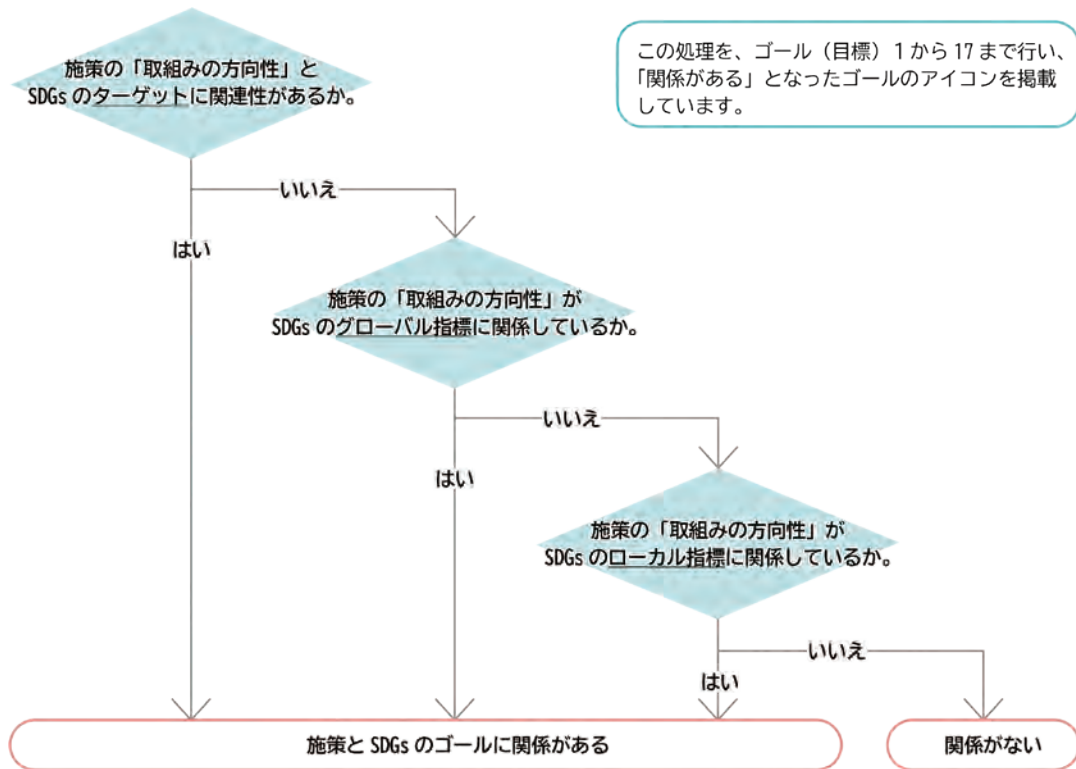 施策の「取組みの方向性」と
SDGs のターゲットに関連性があるか。
この処理を、ゴール（目標）1 から 17 まで行い、
「関係がある」となったゴールのアイコンを掲載
しています。
いいえ
はい
施策の「取組みの方向性」が
SDGs のグローバル指標に関係しているか。
いいえ
はい
施策の「取組みの方向性」が
SDGs のローカル指標に関係しているか。
いいえ
はい
施策と SDGs のゴールに関係がある
関係がない